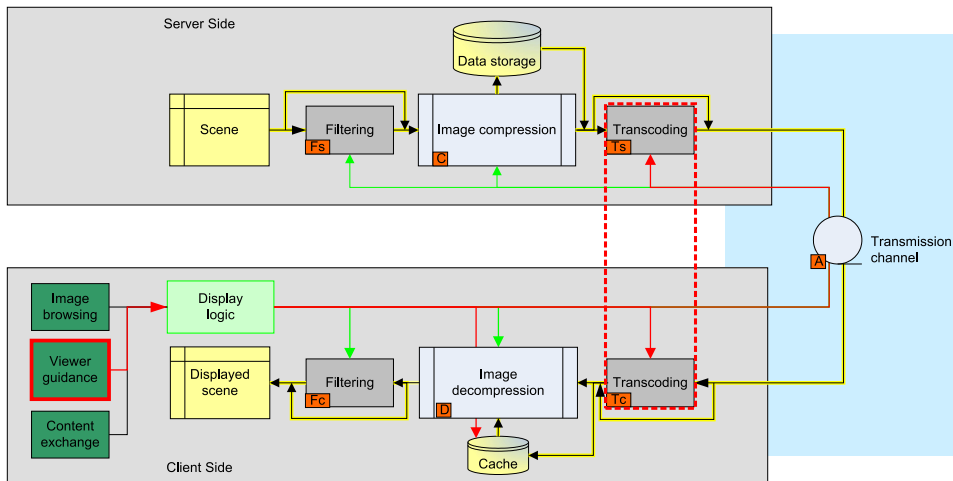 Server Side
Data storage
Scene
Filtering
Fs
Image compression
C
Transcoding
Ts
Transmission
channel
A
Image
browsing
Display
logic
Viewer
guidance
Displayed
scene
Filtering
Fc
Image
decompression
D
Transcoding
Tc
Content
exchange
Cache
Client Side